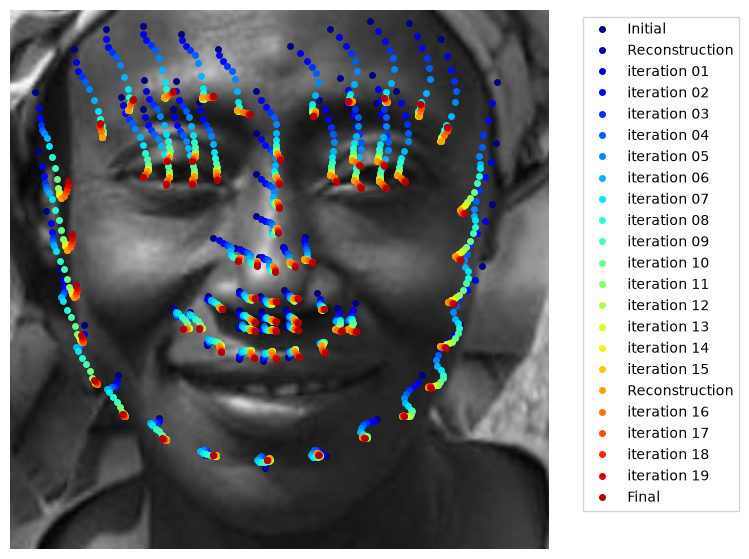 Initial
Reconstruction
iteration 01
iteration 02
iteration 03
iteration 04
iteration 05
iteration 06
iteration 07
iteration 08
iteration 09
iteration 10
iteration 11
iteration 12
iteration 13
iteration 14
iteration 15
Reconstruction
iteration 16
iteration 17
iteration 18
iteration 19
Final